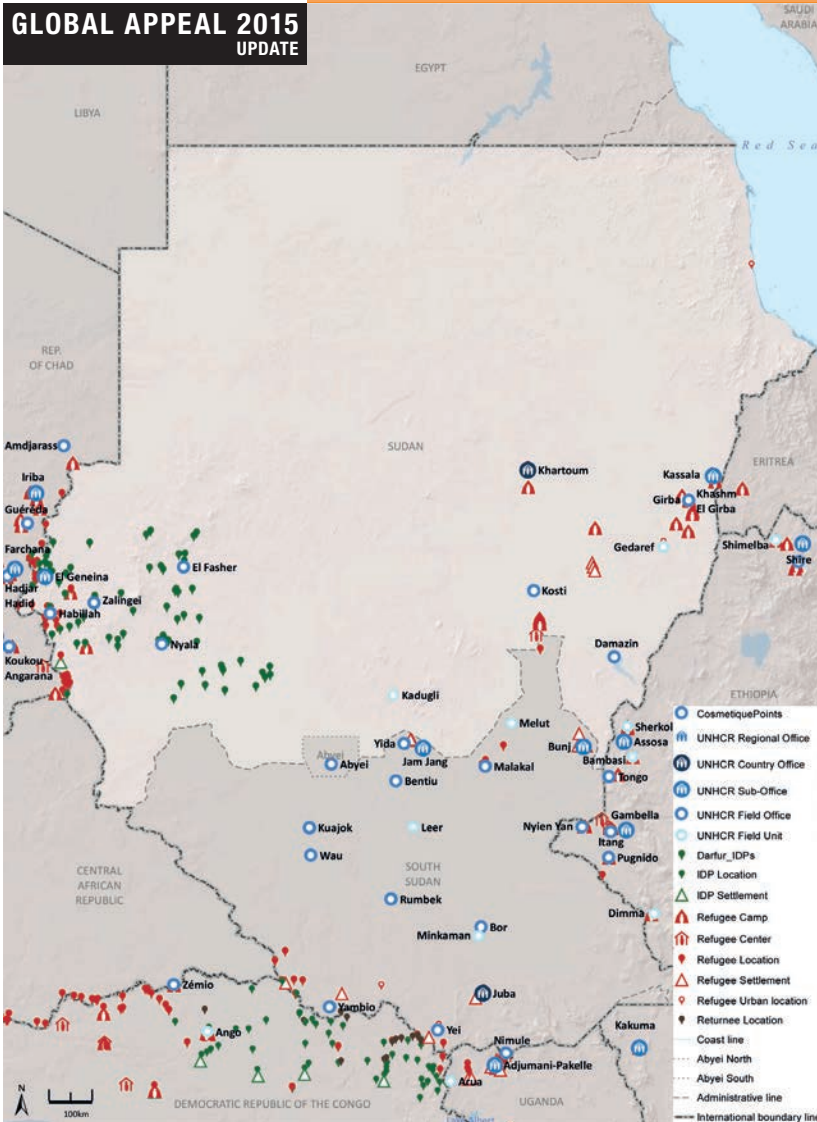 GLOBAL APPEAL 2015
UPDATE
SAUDI
ARABIA
EGYPT
LIBYA
Red Sea
REP.
OF CHAD
SUDAN
Amdjarass
Khartoum
Kassala
ERITREA
Iriba
Khashm
Girba
El Girba
Guéréda
Farchana
Gedaref
Shimelba
Shire
El Fasher
El Geneina
Hadjar
Hadid
Zalingei
Kosti
Habillah
Nyala
Damazin
Koukou
Angarana
ETHIOPIA
Kadugli
Melut
Sherkol
Yida
Bunj
Assosa
Abyei
Jam Jang
Bambasi
Abyei
Malakal
Tongo
Bentiu
Gambella
Kuajok
Leer
Nyien Yan
Itang
Wau
Pugnido
CENTRAL
AFRICAN
REPUBLIC
SOUTH
SUDAN
Rumbek
Dimma
Bor
Minkaman
Zémio
Juba
Yambio
Ango
Yei
Kakuma
Nimule
Adjumani-Pakelle
Acua
DEMOCRATIC REPUBLIC OF THE CONGO
UGANDA
Lake Albert
N
100km
CosmetiquePoints
UNHCR Regional Office
UNHCR Country Office
UNHCR Sub-Office
UNHCR Field Office
UNHCR Field Unit
Darfur_IDPs
IDP Location
IDP Settlement
Refugee Camp
Refugee Center
Refugee Location
Refugee Settlement
Refugee Urban location
Returnee Location
Coast line
Abyei North
Abyei South
Administrative line
International boundary line